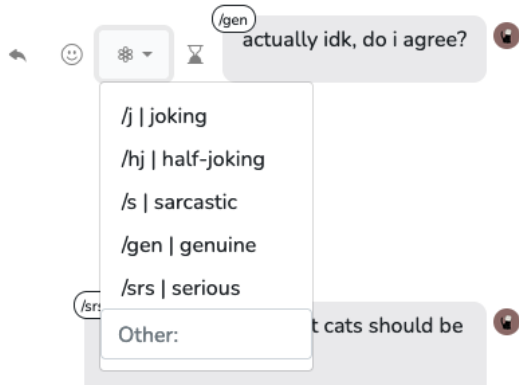 /gen
actually idk, do i agree?
/j | joking
/hj | half-joking
/s | sarcastic
/gen | genuine
/srs | serious
Other:
t cats should be